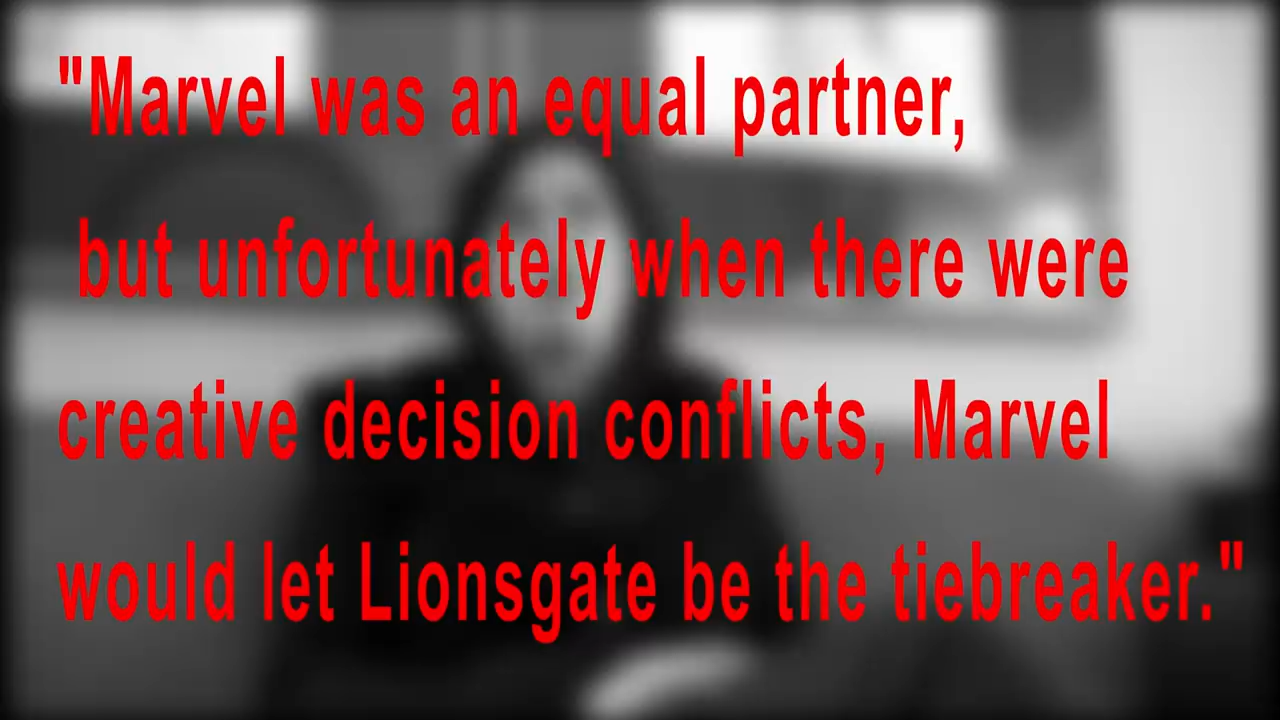 "Marvel was an equal partner,
but unfortunately when there were
creative decision conflicts, Marvel
would let Lionsgate be the tiebreaker."